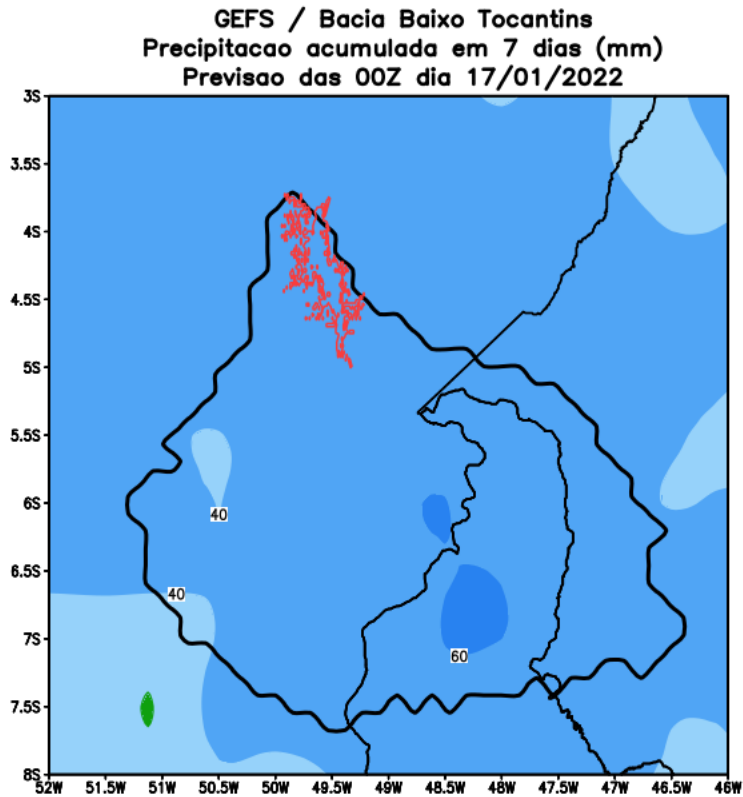 GEFS / Bacia Baixo Tocantins
Precipitacao acumulada em 7 dias (mm)
Previsao das 00Z dia 17/01/2022
3S
3.5S
4S
4.5S
5S
5.5S
6S
40
6.5S
40
7S
60
7.5S
8S
52W 51.5W 51W 50.5W 50W 49.5W 49W 48.5W 48W 47.5W 47W 46.5W 46W